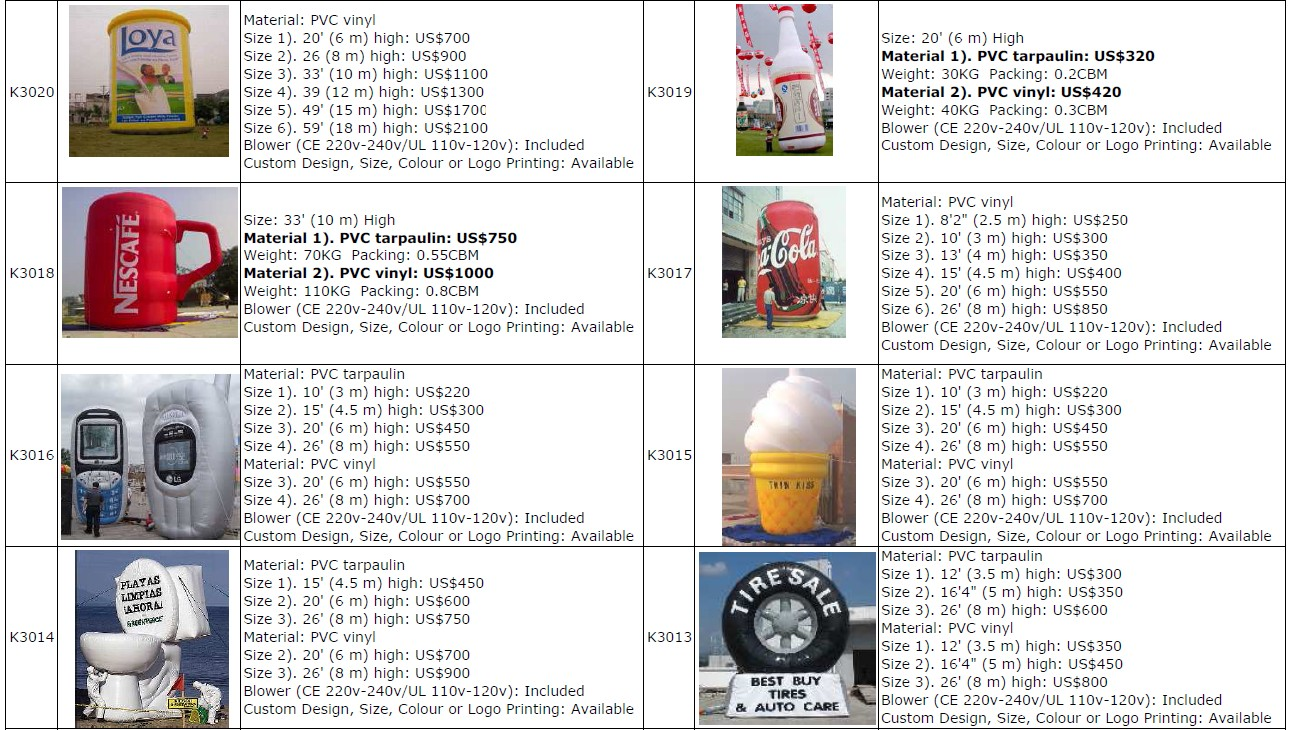 K3020
Loya
Material: PVC vinyl
Size 1). 20' (6 m) high: US$700
Size 2). 26 (8 m) high: US$900
Size 3). 33' (10 m) high: US$1100
Size 4). 39 (12 m) high: US$1300
Size 5). 49' (15 m) high: US$1700
Size 6). 59' (18 m) high: US$2100
Blower (CE 220v-240v/UL 110v-120v): Included
Custom Design, Size, Colour or Logo Printing: Available
K3019
Size: 20' (6 m) High
Material 1). PVC tarpaulin: US$320
Weight: 30KG Packing: 0.2CBM
Material 2). PVC vinyl: US$420
Weight: 40KG Packing: 0.3CBM
Blower (CE 220v-240v/UL 110v-120v): Included
Custom Design, Size, Colour or Logo Printing: Available
K3018
NESCAFÉ
Size: 33' (10 m) High
Material 1). PVC tarpaulin: US$750
Weight: 70KG Packing: 0.55CBM
Material 2). PVC vinyl: US$1000
Weight: 110KG Packing: 0.8CBM
Blower (CE 220v-240v/UL 110v-120v): Included
Custom Design, Size, Colour or Logo Printing: Available
K3017
a-Cola
Material: PVC vinyl
Size 1). 8'2" (2.5 m) high: US$250
Size 2). 10' (3 m) high: US$300
Size 3). 13' (4 m) high: US$350
Size 4). 15' (4.5 m) high: US$400
Size 5). 20' (6 m) high: US$550
Size 6). 26' (8 m) high: US$850
Blower (CE 220v-240v/UL 110v-120v): Included
Custom Design, Size, Colour or Logo Printing: Available
K3016
LG
Material: PVC tarpaulin
Size 1). 10' (3 m) high: US$220
Size 2). 15' (4.5 m) high: US$300
Size 3). 20' (6 m) high: US$450
Size 4). 26' (8 m) high: US$550
Material: PVC vinyl
Size 3). 20' (6 m) high: US$550
Size 4). 26' (8 m) high: US$700
Blower (CE 220v-240v/UL 110v-120v): Included
Custom Design, Size, Colour or Logo Printing: Available
K3015
TWIN KISS
Material: PVC tarpaulin
Size 1). 10' (3 m) high: US$220
Size 2). 15' (4.5 m) high: US$300
Size 3). 20' (6 m) high: US$450
Size 4). 26' (8 m) high: US$550
Material: PVC vinyl
Size 3). 20' (6 m) high: US$550
Size 4). 26' (8 m) high: US$700
Blower (CE 220v-240v/UL 110v-120v): Included
Custom Design, Size, Colour or Logo Printing: Available
K3014
PLAYAS
LIMPIAS
¡AHORA!
GREENPEACE
Material: PVC tarpaulin
Size 1). 15' (4.5 m) high: US$450
Size 2). 20' (6 m) high: US$600
Size 3). 26' (8 m) high: US$750
Material: PVC vinyl
Size 2). 20' (6 m) high: US$700
Size 3). 26' (8 m) high: US$900
Blower (CE 220v-240v/UL 110v-120v): Included
Custom Design, Size, Colour or Logo Printing: Available
K3013
TIRE SALE
BEST BUY
TIRES
& AUTO CARE
Material: PVC tarpaulin
Size 1). 12' (3.5 m) high: US$300
Size 2). 16'4" (5 m) high: US$350
Size 3). 26' (8 m) high: US$600
Material: PVC vinyl
Size 1). 12' (3.5 m) high: US$350
Size 2). 16'4" (5 m) high: US$450
Size 3). 26' (8 m) high: US$800
Blower (CE 220v-240v/UL 110v-120v): Included
Custom Design, Size, Colour or Logo Printing: Available